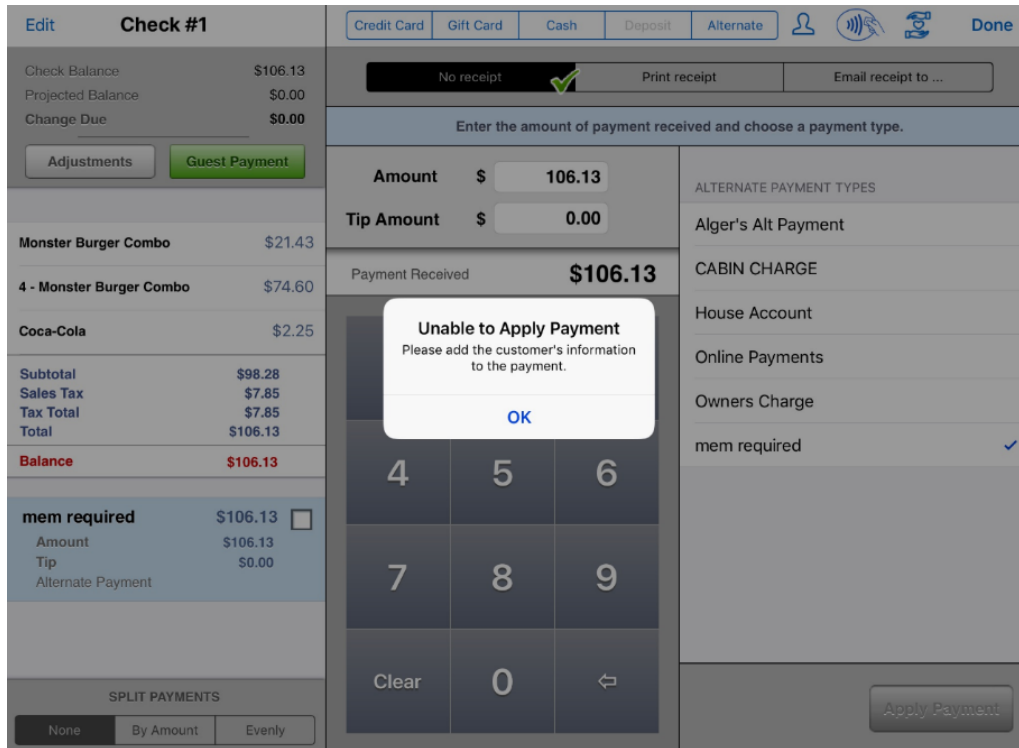 Edit
Check #1
Credit Card
Gift Card
Cash
Deposit
Alternate
Done
Check Balance $106.13
Projected Balance $0.00
Change Due $0.00
Adjustments
Guest Payment
No receipt
Print receipt
Email receipt to ...
Enter the amount of payment received and choose a payment type.
Monster Burger Combo $21.43
4 - Monster Burger Combo $74.60
Coca-Cola $2.25
Subtotal $98.28
Sales Tax $7.85
Tax Total $7.85
Total $106.13
Balance $106.13
mem required $106.13
Amount $106.13
Tip $0.00
Alternate Payment
SPLIT PAYMENTS
None
By Amount
Evenly
Amount $ 106.13
Tip Amount $ 0.00
Payment Received $106.13
Unable to Apply Payment
Please add the customer's information
to the payment.
OK
4 5 6
7 8 9
Clear 0
ALTERNATE PAYMENT TYPES
Alger's Alt Payment
CABIN CHARGE
House Account
Online Payments
Owners Charge
mem required
Apply Payment